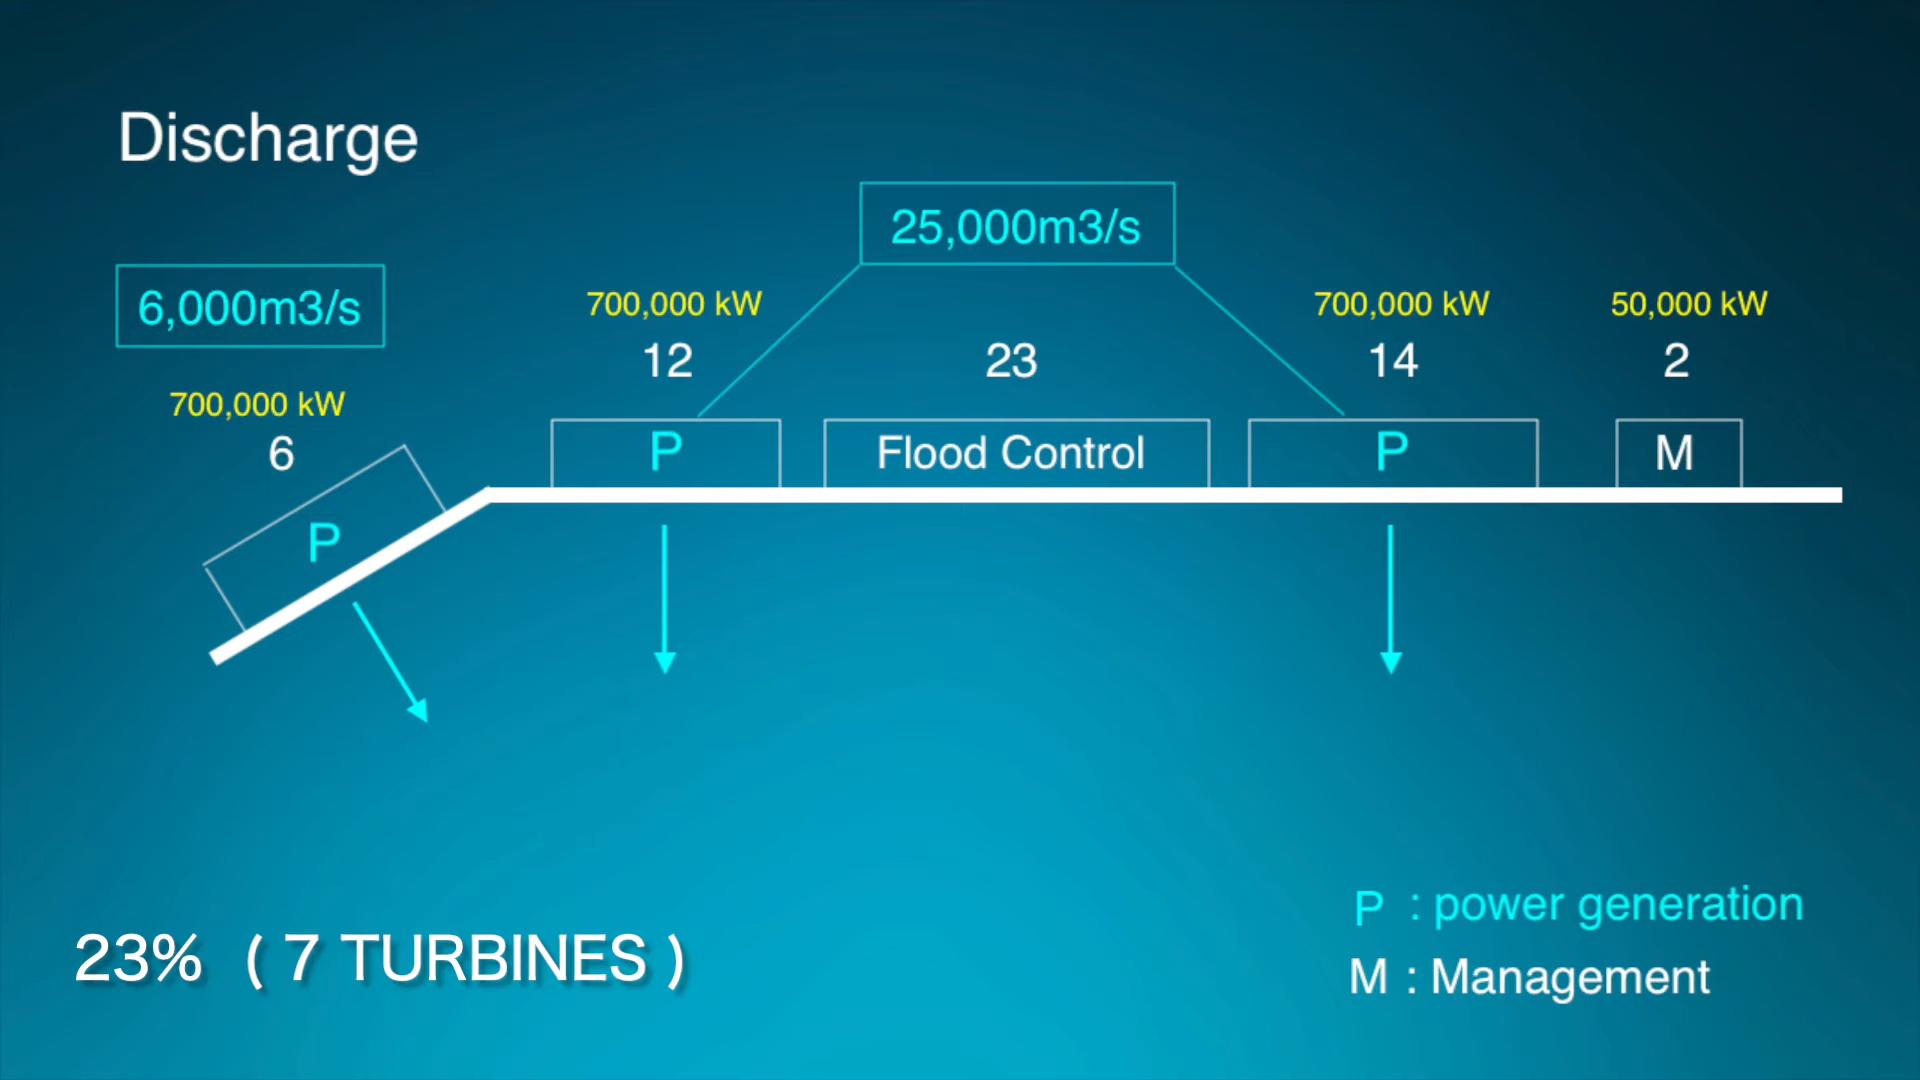 Discharge
25,000m3/s
6,000m3/s
700,000 kW
12
23
700,000 kW
14
50,000 kW
2
700,000 kW
6
P
P
Flood Control
P
M
P : power generation
M : Management
23% ( 7 TURBINES )